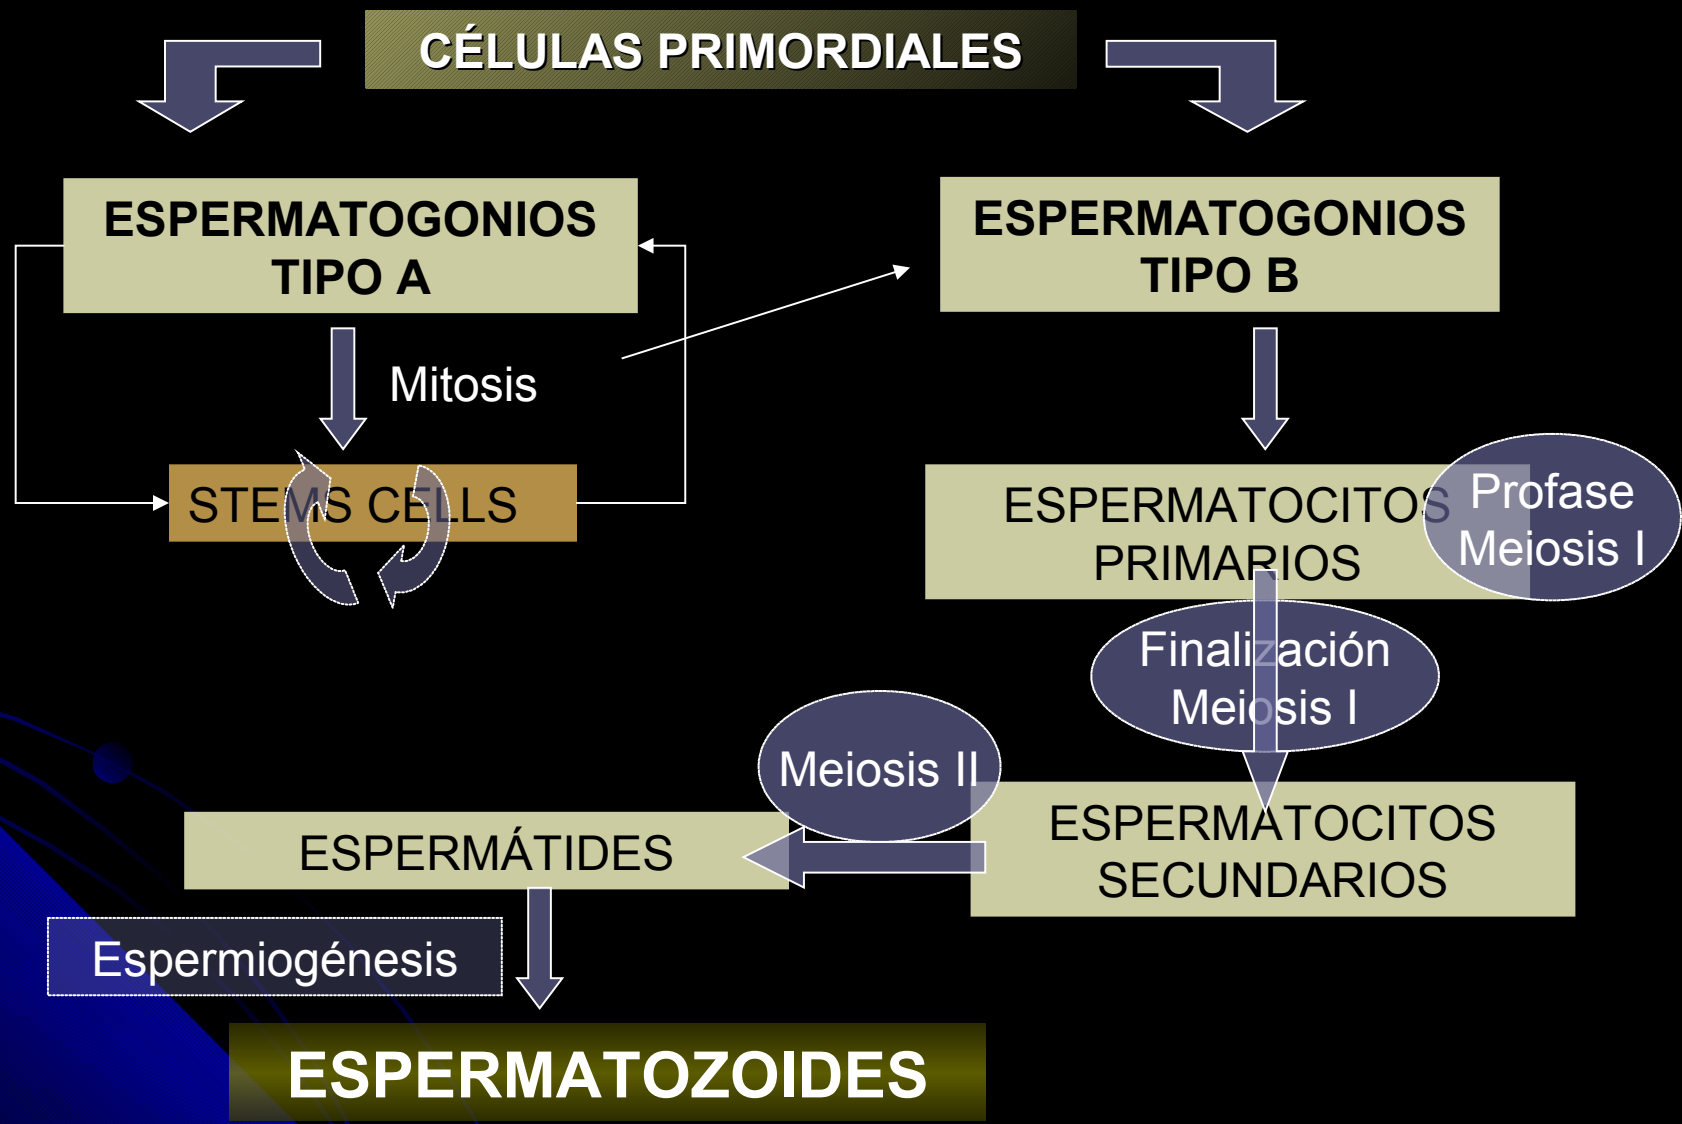 CÉLULAS PRIMORDIALES
ESPERMATOGONIOS
TIPO A
ESPERMATOGONIOS
TIPO B
Mitosis
STEMS CELLS
ESPERMATOCITOS
PRIMARIOS
Profase
Meiosis I
Finalización
Meiosis I
Meiosis II
ESPERMATOCITOS
SECUNDARIOS
ESPERMÁTIDES
Espermiogénesis
ESPERMATOZOIDES